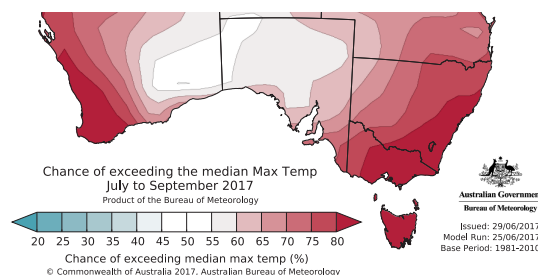 Chance of exceeding the median Max Temp
July to September 2017
Product of the Bureau of Meteorology
20 25 30 35 40 45 50 55 60 65 70 75 80
Chance of exceeding median max temp (%)
© Commonwealth of Australia 2017, Australian Bureau of Meteorology
Australian Government
Bureau of Meteorology
Issued: 29/06/2017
Model Run: 25/06/2017
Base Period: 1981-2010